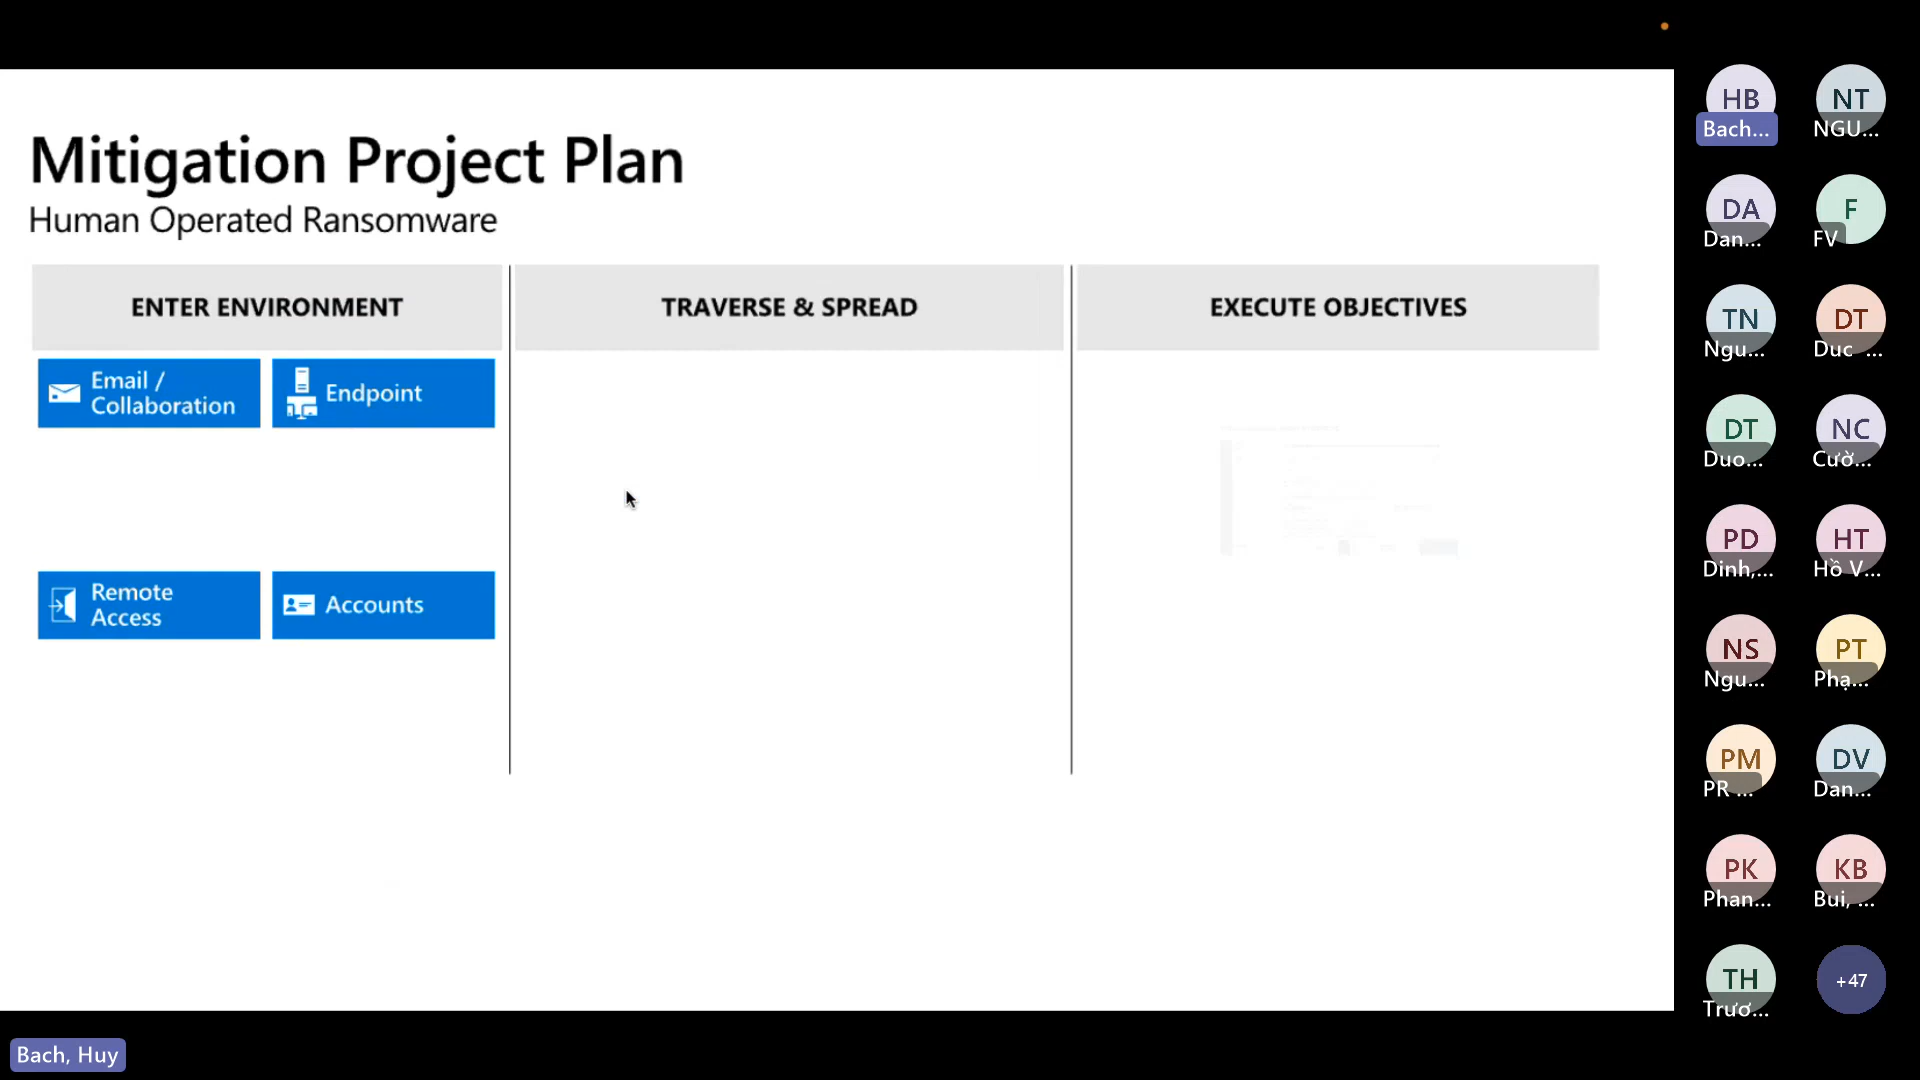 Mitigation Project Plan
Human Operated Ransomware
ENTER ENVIRONMENT
TRAVERSE & SPREAD
EXECUTE OBJECTIVES
Email /
Collaboration
Endpoint
Remote
Access
Accounts
HB
Bach...
NT
NGU...
DA
Dan...
F
FV
TN
Ngu...
DT
Duc ...
DT
Duo...
NC
Cườ...
PD
Dinh,...
HT
Hồ V...
NS
Ngu...
PT
Phạ...
PM
PR ...
DV
Dan...
PK
Phan...
KB
Bui, ...
TH
Trươ...
+47
Bach, Huy